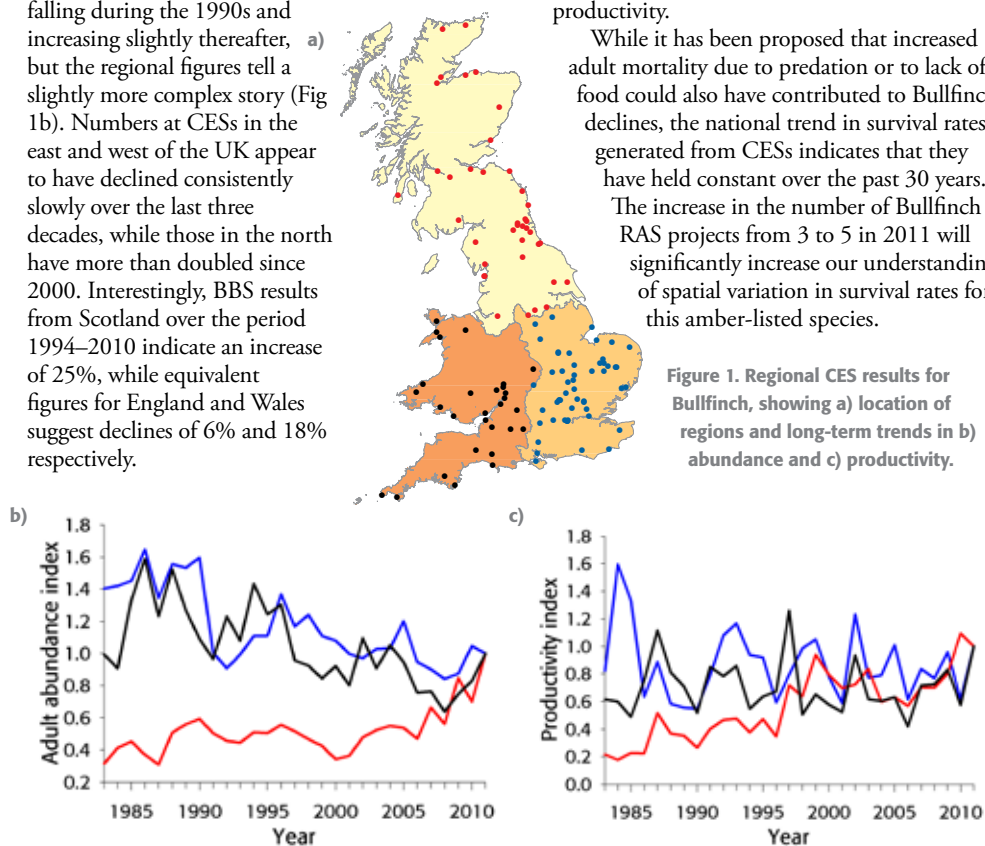 falling during the 1990s and
increasing slightly thereafter,
but the regional figures tell a
slightly more complex story (Fig
1b). Numbers at CESs in the
east and west of the UK appear
to have declined consistently
slowly over the last three
decades, while those in the north
have more than doubled since
2000. Interestingly, BBS results
from Scotland over the period
1994–2010 indicate an increase
of 25%, while equivalent
figures for England and Wales
suggest declines of 6% and 18%
respectively.
a)
productivity.
While it has been proposed that increased
adult mortality due to predation or to lack of
food could also have contributed to Bullfinc
declines, the national trend in survival rates
generated from CESs indicates that they
have held constant over the past 30 years.
The increase in the number of Bullfinch
RAS projects from 3 to 5 in 2011 will
significantly increase our understandin
of spatial variation in survival rates fo
this amber-listed species.
Figure 1. Regional CES results for
Bullfinch, showing a) location of
regions and long-term trends in b)
abundance and c) productivity.
b)
Adult abundance index
1.8
1.6
1.4
1.2
1.0
0.8
0.6
0.4
0.2
1985 1990 1995 2000 2005 2010
Year
c)
Productivity index
1.8
1.6
1.4
1.2
1.0
0.8
0.6
0.4
0.2
0.0
1985 1990 1995 2000 2005 2010
Year